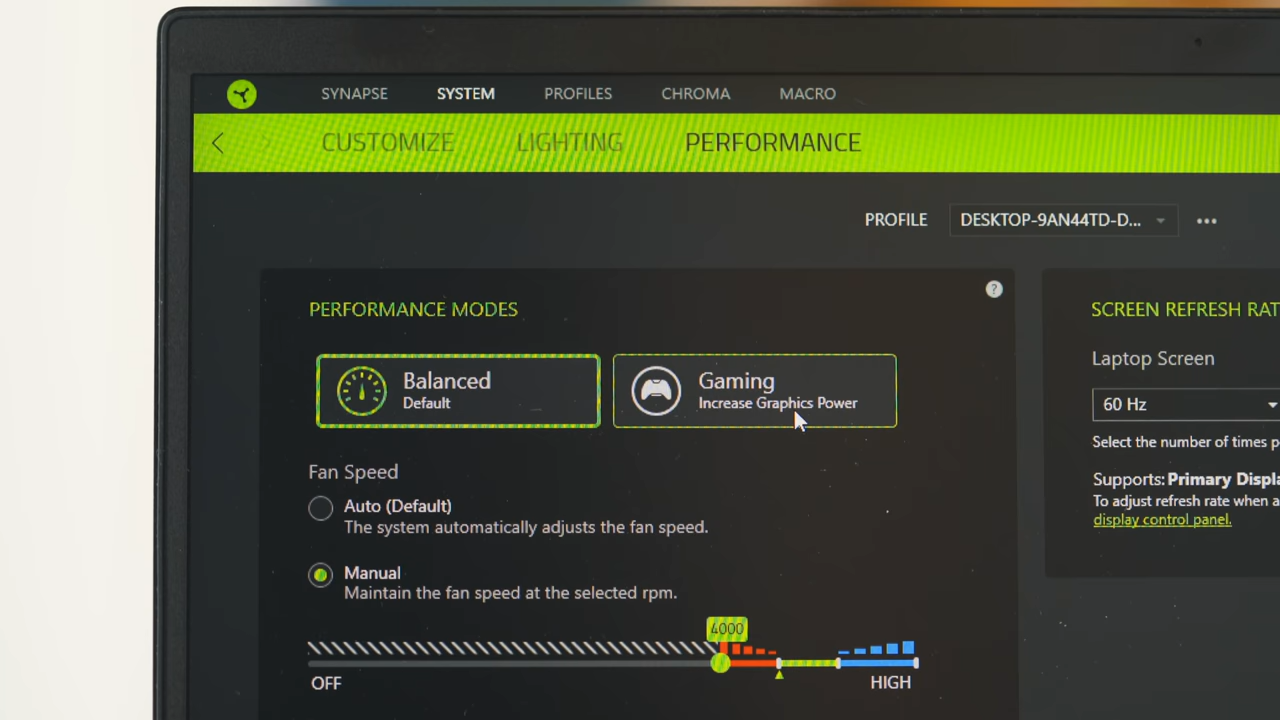 SYNAPSE SYSTEM PROFILES CHROMA MACRO
CUSTOMIZE LIGHTING PERFORMANCE
PROFILE DESKTOP-9AN44TD-D...
PERFORMANCE MODES
Balanced
Default
Gaming
Increase Graphics Power
Fan Speed
Auto (Default)
The system automatically adjusts the fan speed.
Manual
Maintain the fan speed at the selected rpm.
4000
OFF HIGH
SCREEN REFRESH RAT
Laptop Screen
60 Hz
Select the number of times p
Supports: Primary Displa
To adjust refresh rate when a
display control panel.